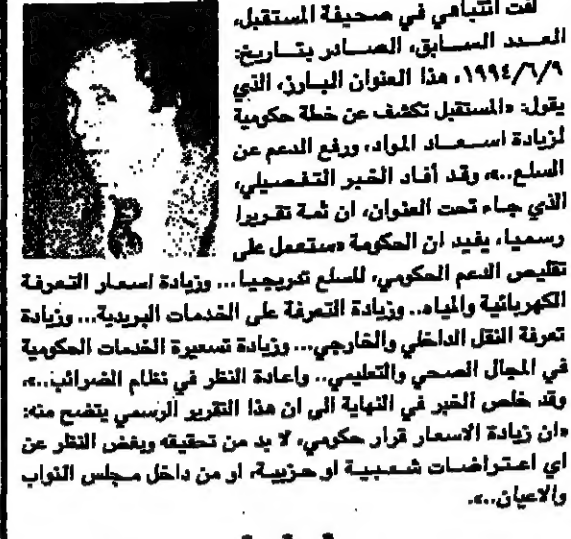 لفت انتباهي في صحيفة المستقبل،
العدد السابق، الصادر بتاريخ:
١٩٩٤/٦/٩، هذا العنوان البارز، الذي
يقول: «المستقبل تكشف عن خطة حكومية
لزيادة اسعاد المواد، ورفع الدعم عن
السلع..»، وقد أفاد الخبر التفصيلي،
الذي جاء تحت العنوان، ان ثمة تقريرا
رسميا، يفيد ان الحكومة «ستعمل على
تقليص الدعم الحكومي، للسلع تدريجيا... وزيادة اسعار التعرفة
الكهربائية والمياه.. وزيادة التعرفة على الخدمات البريدية... وزيادة
تعرفة النقل الداخلي والخارجي... وزيادة تسعيرة الخدمات الحكومية
في المجال الصحي والتعليمي.. واعادة النظر في نظام الضرائب..»،
وقد خلص الخبر في النهاية الى ان هذا التقرير الرسمي يتضح منه:
«ان زيادة الاسعار قرار حكومي، لا بد من تحقيقه وبغض النظر عن
اي اعتراضات شعبية او حزبية، او من داخل مجلس النواب
والاعيان..».